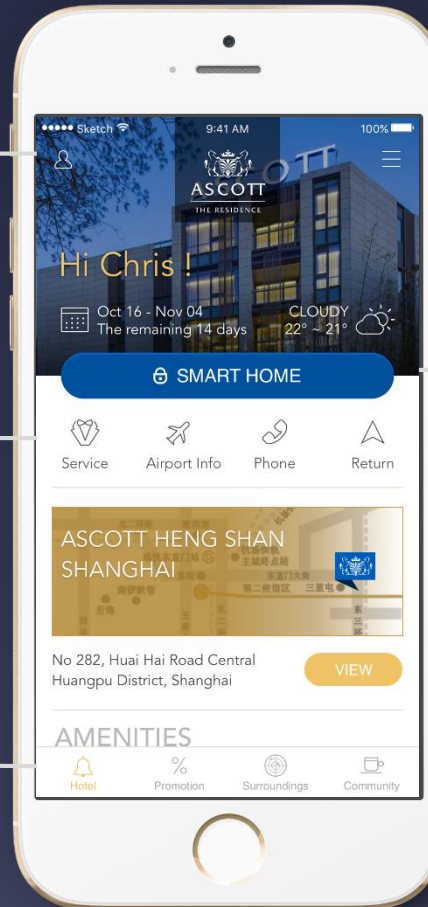 Sketch
9:41 AM
100%
ASCOTT
THE RESIDENCE
Hi Chris !
Oct 16 - Nov 04
The remaining 14 days
CLOUDY
22° ~ 21°
SMART HOME
Service
Airport Info
Phone
Return
ASCOTT HENG SHAN
SHANGHAI
No 282, Huai Hai Road Central
Huangpu District, Shanghai
VIEW
AMENITIES
Hotel
Promotion
Surroundings
Community